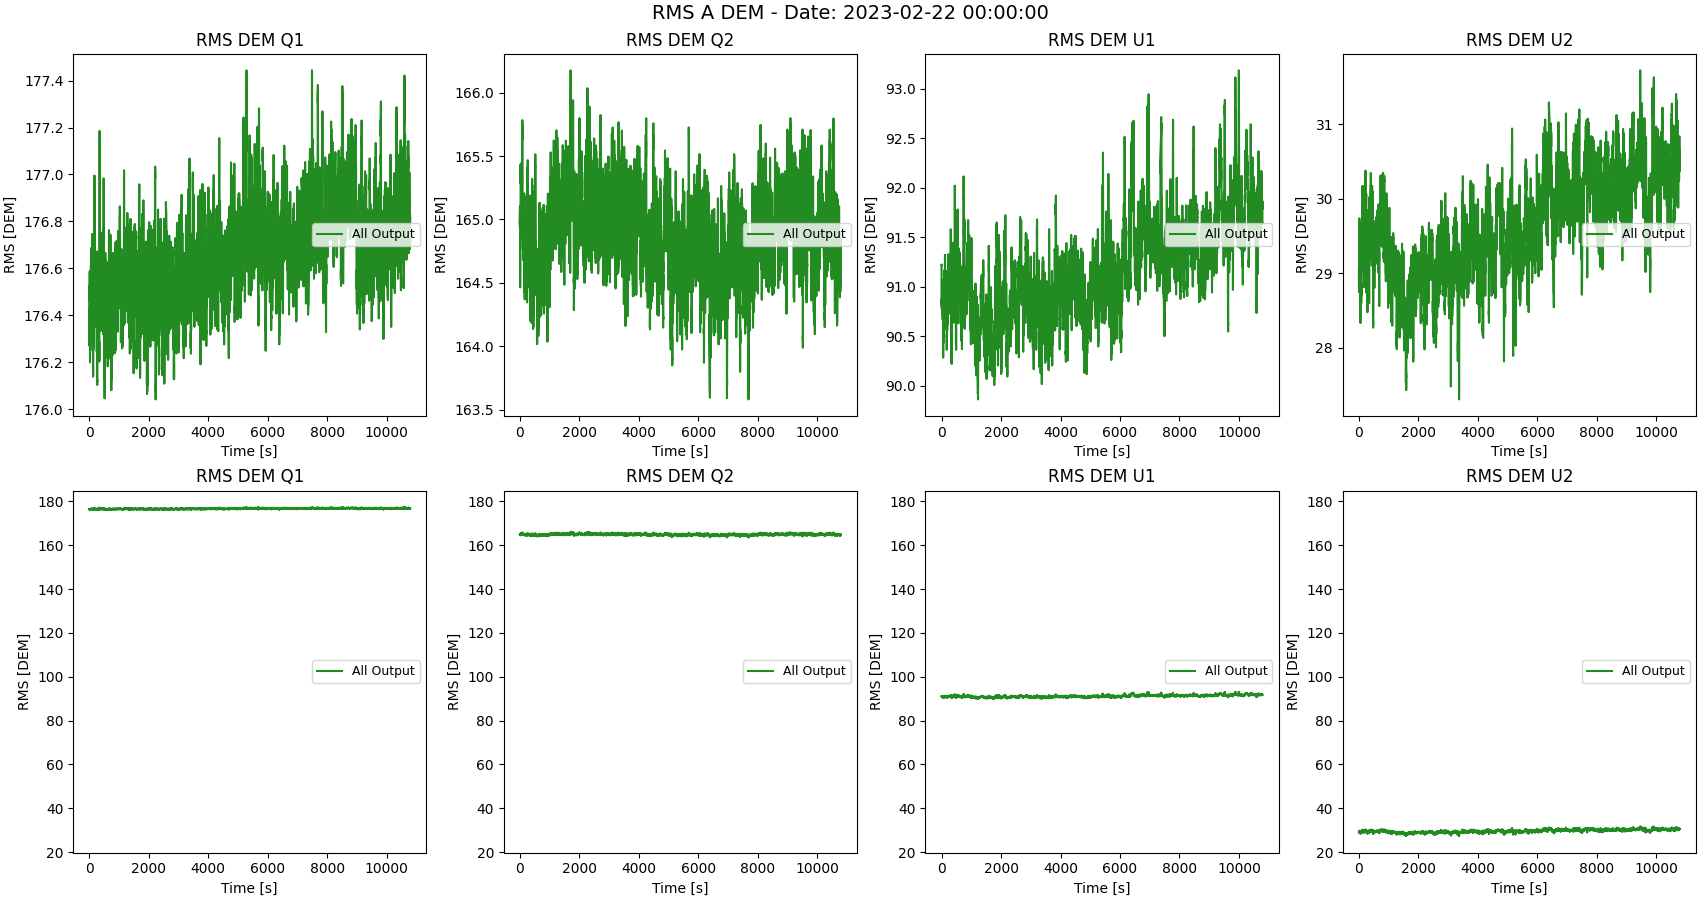 RMS A DEM - Date: 2023-02-22 00:00:00
RMS DEM Q1
RMS [DEM]
177.4
177.2
177.0
176.8
176.6
176.4
176.2
176.0
0 2000 4000 6000 8000 10000
Time [s]
All Output
RMS DEM Q2
RMS [DEM]
166.0
165.5
165.0
164.5
164.0
163.5
0 2000 4000 6000 8000 10000
Time [s]
All Output
RMS DEM U1
RMS [DEM]
93.0
92.5
92.0
91.5
91.0
90.5
90.0
0 2000 4000 6000 8000 10000
Time [s]
All Output
RMS DEM U2
RMS [DEM]
31
30
29
28
0 2000 4000 6000 8000 10000
Time [s]
All Output
RMS DEM Q1
RMS [DEM]
180
160
140
120
100
80
60
40
20
0 2000 4000 6000 8000 10000
Time [s]
All Output
RMS DEM Q2
RMS [DEM]
180
160
140
120
100
80
60
40
20
0 2000 4000 6000 8000 10000
Time [s]
All Output
RMS DEM U1
RMS [DEM]
180
160
140
120
100
80
60
40
20
0 2000 4000 6000 8000 10000
Time [s]
All Output
RMS DEM U2
RMS [DEM]
180
160
140
120
100
80
60
40
20
0 2000 4000 6000 8000 10000
Time [s]
All Output